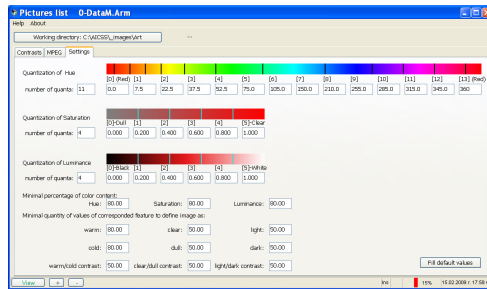 Pictures list 0-DataM.Arm
Help About
Working directory: C:\AICSS\_images\Art >>
Contrasts MPEG Settings
Quantization of Hue
[0] (Red) [1] [2] [3] [4] [5] [6] [7] [8] [9] [10] [11] [12] [13] (Red)
number of quants: 11 0.0 7.5 22.5 37.5 52.5 75.0 105.0 150.0 210.0 255.0 285.0 315.0 345.0 360
Quantization of Saturation
[0]-Dull [1] [2] [3] [4] [5]-Clear
number of quants: 4 0.000 0.200 0.400 0.600 0.800 1.000
Quantization of Luminance
[0]-Black [1] [2] [3] [4] [5]-White
number of quants: 4 0.000 0.200 0.400 0.600 0.800 1.000
Minimal percentage of color content:
Hue: 80.00 Saturation: 80.00 Luminance: 80.00
Minimal quantity of values of corresponded feature to define image as:
warm: 80.00 clear: 50.00 light: 50.00
cold: 80.00 dull: 50.00 dark: 50.00
warm/cold contrast: 50.00 clear/dull contrast: 50.00 light/dark contrast: 50.00
Fill default values
View + - Ins 15% 15.02.2009 г. 17:58